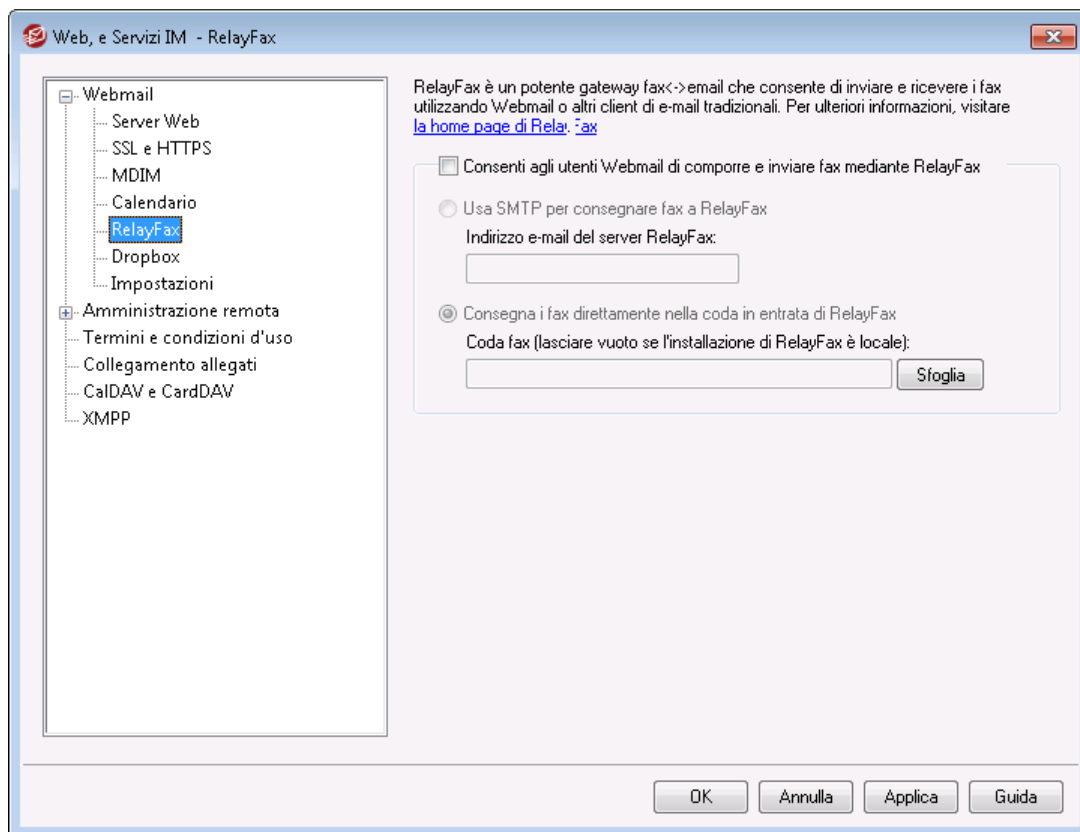 Web, e Servizi IM - RelayFax
Webmail
Server Web
SSL e HTTPS
MDIM
Calendario
RelayFax
Dropbox
Impostazioni
Amministrazione remota
Termini e condizioni d'uso
Collegamento allegati
CalDAV e CardDAV
XMPP
RelayFax è un potente gateway fax<->email che consente di inviare e ricevere i fax
utilizzando Webmail o altri client di e-mail tradizionali. Per ulteriori informazioni, visitare
la home page di Relay Fax
Consenti agli utenti Webmail di comporre e inviare fax mediante RelayFax
Usa SMTP per consegnare fax a RelayFax
Indirizzo e-mail del server RelayFax:
Consegna i fax direttamente nella coda in entrata di RelayFax
Coda fax (lasciare vuoto se l'installazione di RelayFax è locale):
Sfoglia
OK
Annulla
Applica
Guida